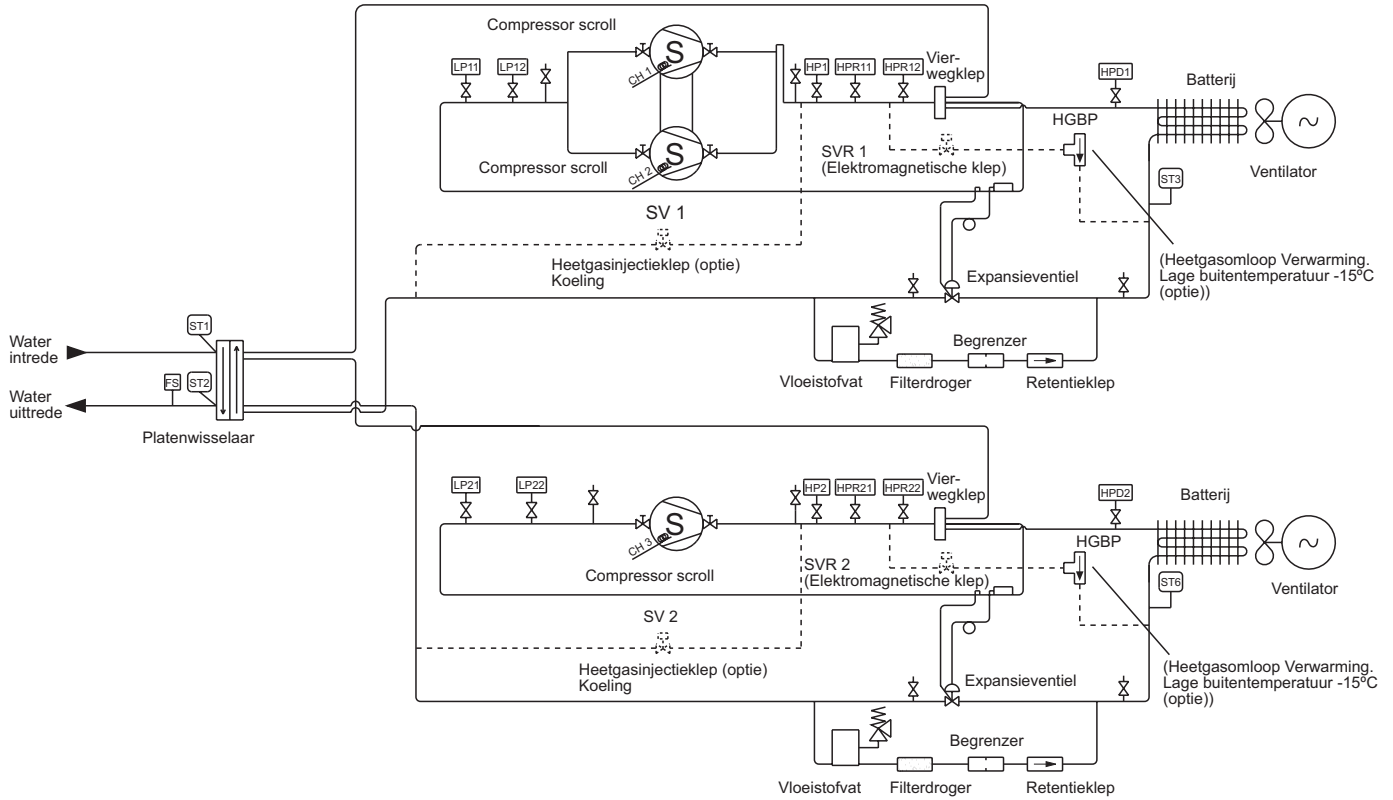 Compressor scroll
LP11
LP12
S
CH 1
HP1
HPR11
HPR12
Vier-
wegklep
HPD1
Batterij
HGBP
S
CH 2
Compressor scroll
SVR 1
(Elektromagnetische klep)
Ventilator
ST3
SV 1
Heetgasinjectieklep (optie)
Koeling
Expansieventiel
(Heetgasomloop Verwarming.
Lage buitentemperatuur -15ºC
(optie))
ST1
Water
intrede
FS
ST2
Water
uittrede
Platenwisselaar
Begrenzer
Vloeistofvat
Filterdroger
Retentieklep
LP21
LP22
S
CH 3
HP2
HPR21
HPR22
Vier-
wegklep
HPD2
Batterij
HGBP
Compressor scroll
SVR 2
(Elektromagnetische klep)
Ventilator
ST6
SV 2
Heetgasinjectieklep (optie)
Koeling
Expansieventiel
(Heetgasomloop Verwarming.
Lage buitentemperatuur -15ºC
(optie))
Begrenzer
Vloeistofvat
Filterdroger
Retentieklep